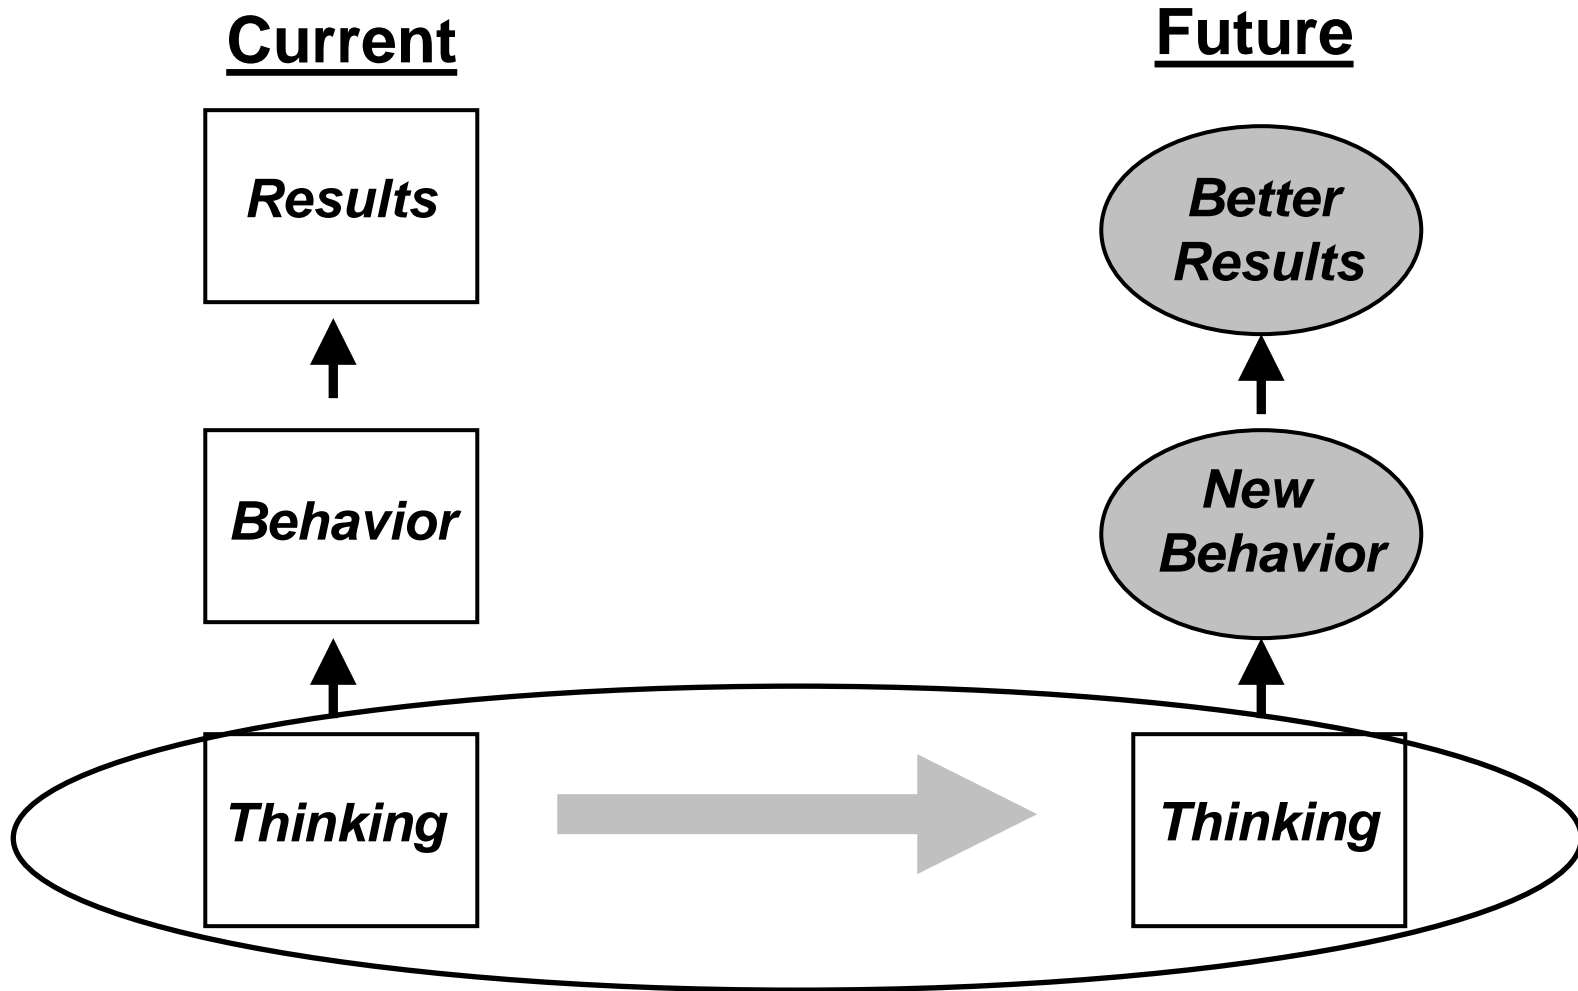 Current
Future
Results
Better
Results
Behavior
New
Behavior
Thinking
Thinking